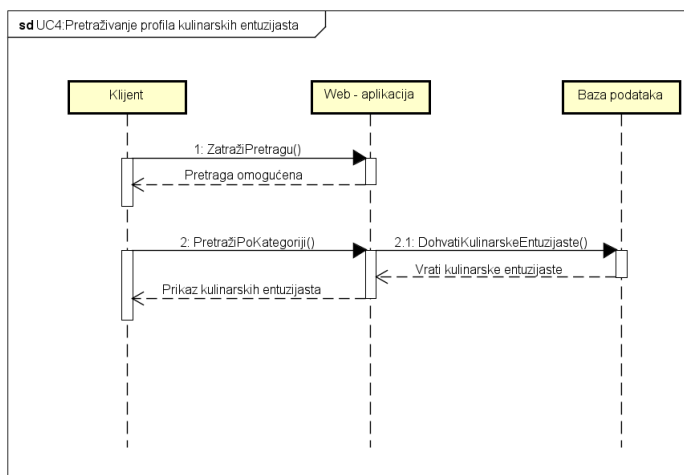 sd UC4:Pretraživanje profila kulinarskih entuzijasta
Klijent
Web - aplikacija
Baza podataka
1: ZatražiPretragu()
Pretraga omogućena
2: PretražiPoKategoriji()
2.1: DohvatiKulinarskeEntuzijaste()
Vrati kulinarske entuzijaste
Prikaz kulinarskih entuzijasta